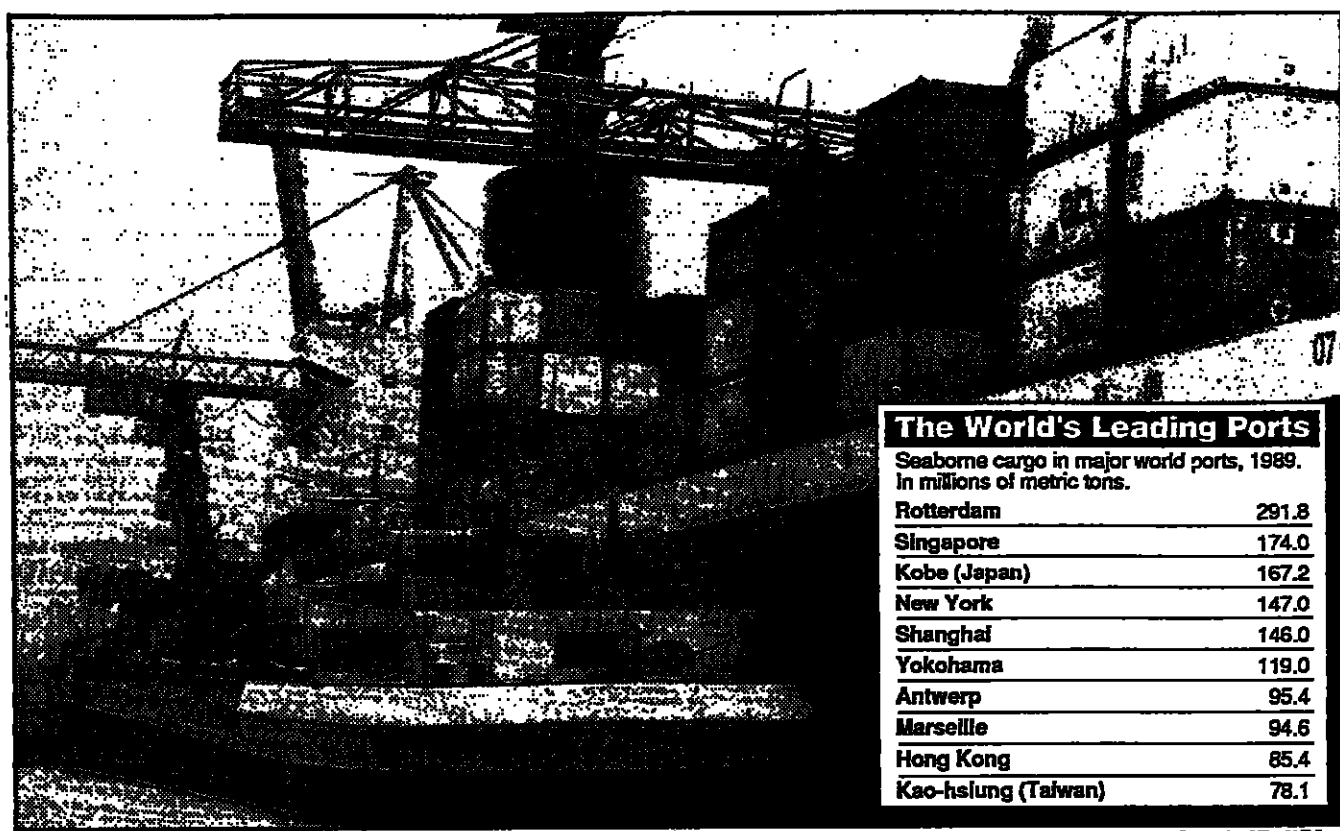 07
The World's Leading Ports
Seaborne cargo in major world ports, 1989.
In millions of metric tons.
Rotterdam 291.8
Singapore 174.0
Kobe (Japan) 167.2
New York 147.0
Shanghai 146.0
Yokohama 119.0
Antwerp 95.4
Marseille 94.6
Hong Kong 85.4
Kao-hsiung (Taiwan) 78.1